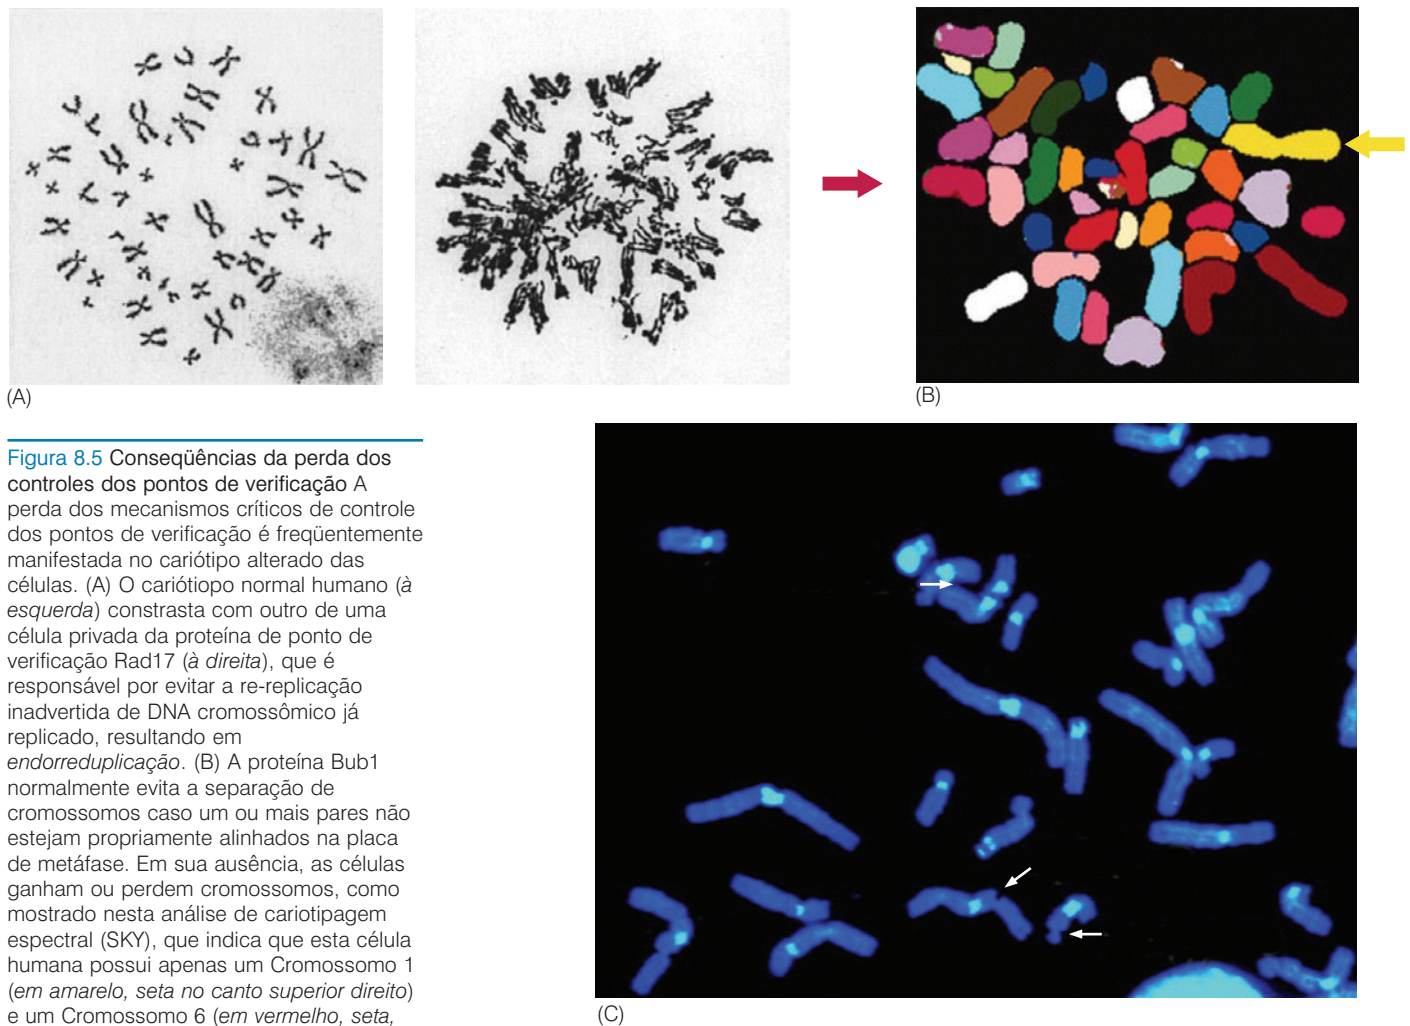 (A)
(B)
Figura 8.5 Conseqüências da perda dos
controles dos pontos de verificação A
perda dos mecanismos críticos de controle
dos pontos de verificação é freqüentemente
manifestada no cariótipo alterado das
células. (A) O cariótiopo normal humano (à
esquerda) constrasta com outro de uma
célula privada da proteína de ponto de
verificação Rad17 (à direita), que é
responsável por evitar a re-replicação
inadvertida de DNA cromossômico já
replicado, resultando em
endorreduplicação. (B) A proteína Bub1
normalmente evita a separação de
cromossomos caso um ou mais pares não
estejam propriamente alinhados na placa
de metáfase. Em sua ausência, as células
ganham ou perdem cromossomos, como
mostrado nesta análise de cariotipagem
espectral (SKY), que indica que esta célula
humana possui apenas um Cromossomo 1
(em amarelo, seta no canto superior direito)
e um Cromossomo 6 (em vermelho, seta,
(C)